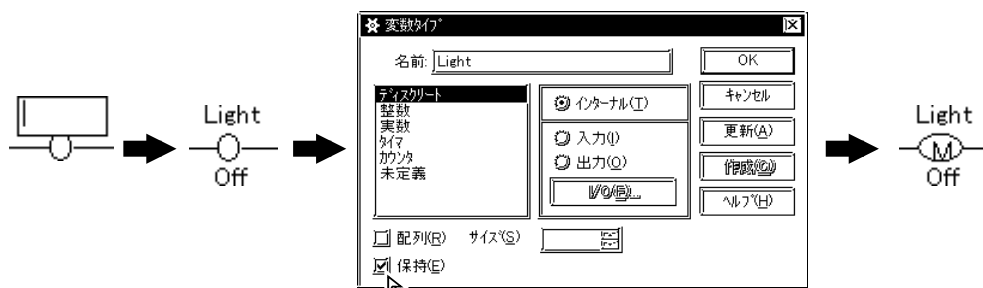 Light
Off
変数タイプ
名前: Light
OK
ディスクリート
整数
実数
タイマ
カウンタ
未定義
インターナル(T)
入力(I)
出力(O)
I/O(E)...
キャンセル
更新(A)
作成(C)
ヘルプ(H)
配列(R) サイズ(S)
保持(E)
Light
M
Off